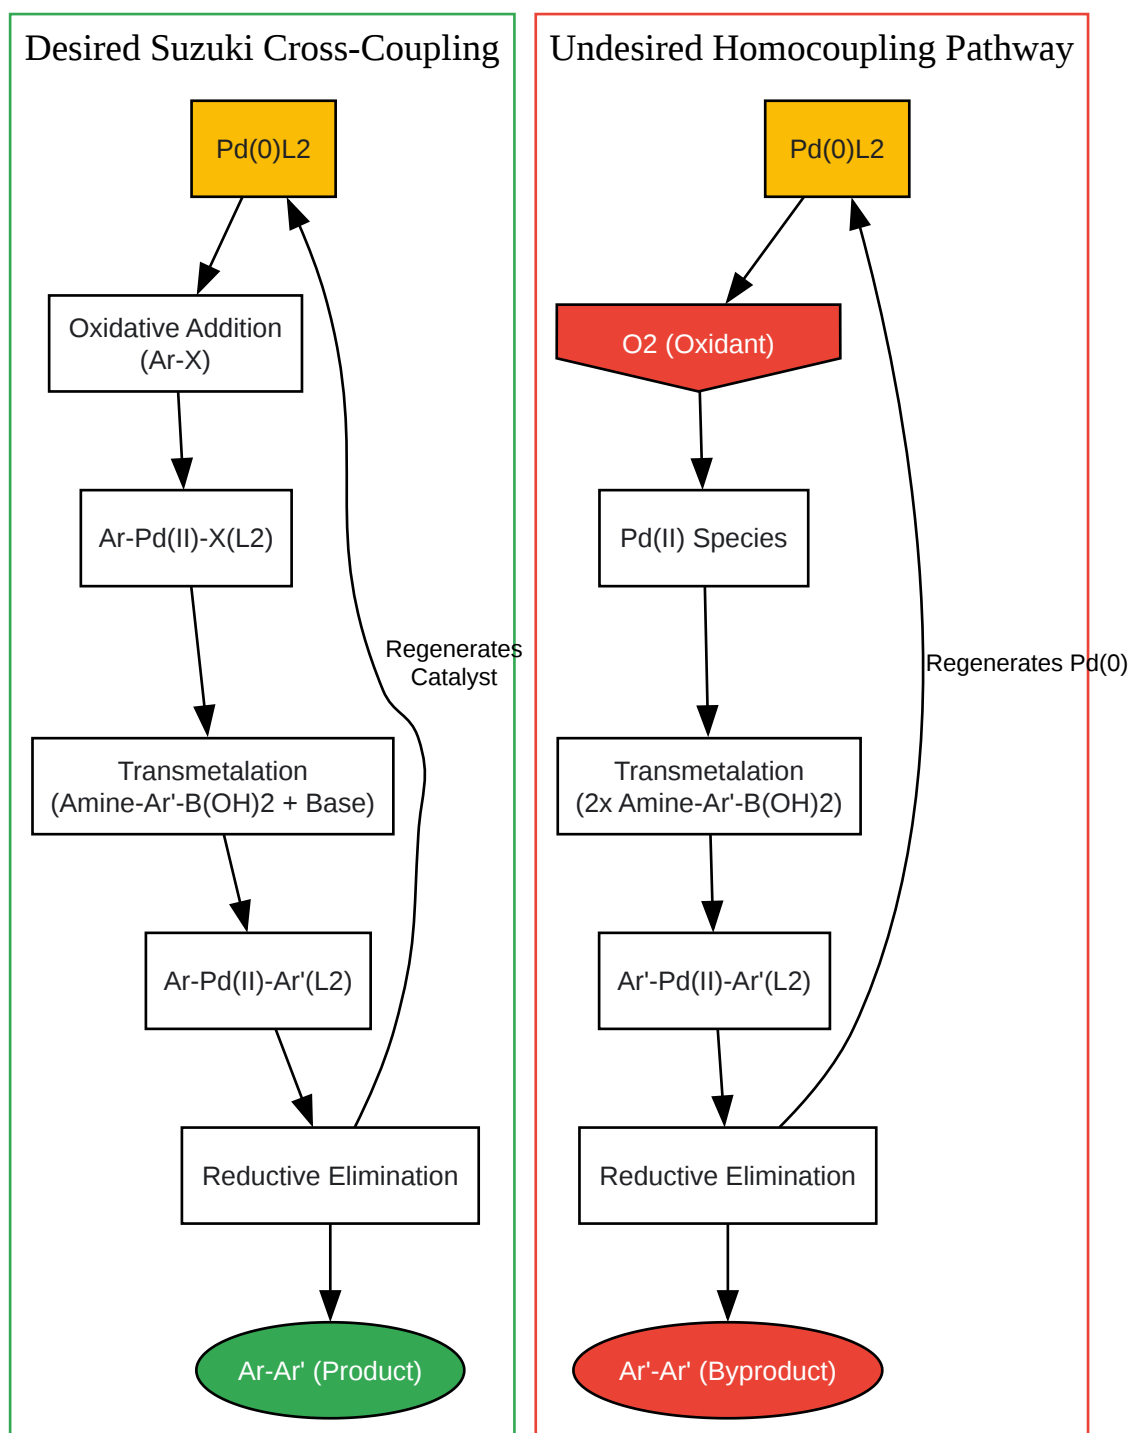 Desired Suzuki Cross-Coupling
Pd(0)L2
Oxidative Addition
(Ar-X)
Ar-Pd(II)-X(L2)
Regenerates
Catalyst
Transmetalation
(Amine-Ar'-B(OH)2 + Base)
Ar-Pd(II)-Ar'(L2)
Reductive Elimination
Ar-Ar' (Product)
Undesired Homocoupling Pathway
Pd(0)L2
O2 (Oxidant)
Pd(II) Species
Regenerates Pd(0)
Transmetalation
(2x Amine-Ar'-B(OH)2)
Ar'-Pd(II)-Ar'(L2)
Reductive Elimination
Ar'-Ar' (Byproduct)